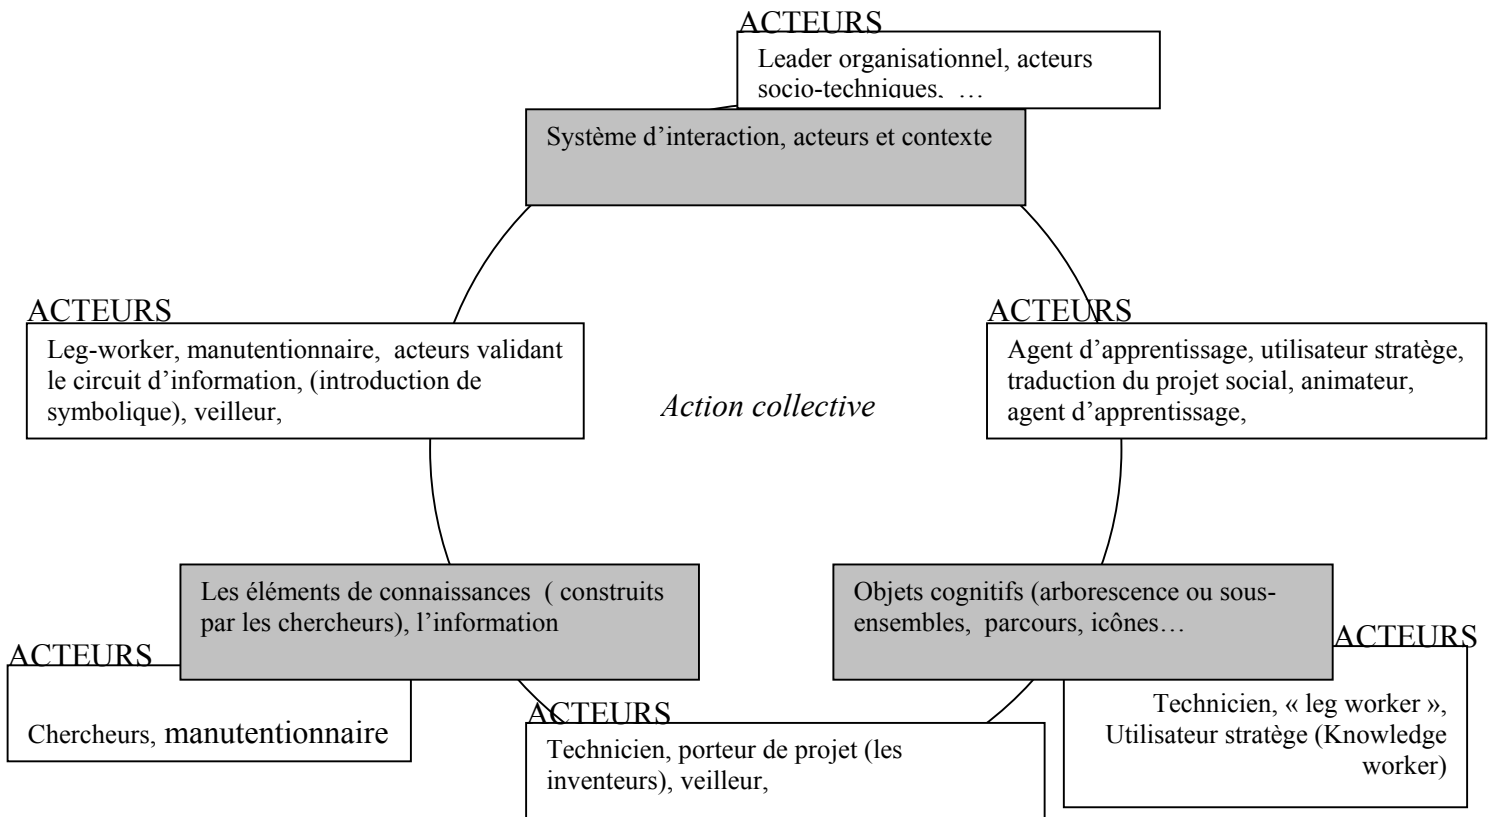 ACTEURS
Leader organisationnel, acteurs
socio-techniques, …
Système d’interaction, acteurs et contexte
ACTEURS
Leg-worker, manutentionnaire, acteurs validant
le circuit d’information, (introduction de
symbolique), veilleur,
Action collective
ACTEURS
Agent d’apprentissage, utilisateur stratège,
traduction du projet social, animateur,
agent d’apprentissage,
Les éléments de connaissances ( construits
par les chercheurs), l’information
Objets cognitifs (arborescence ou sous-
ensembles, parcours, icônes…
ACTEURS
Chercheurs, manutentionnaire
ACTEURS
Technicien, porteur de projet (les
inventeurs), veilleur,
ACTEURS
Technicien, « leg worker »,
Utilisateur stratège (Knowledge
worker)